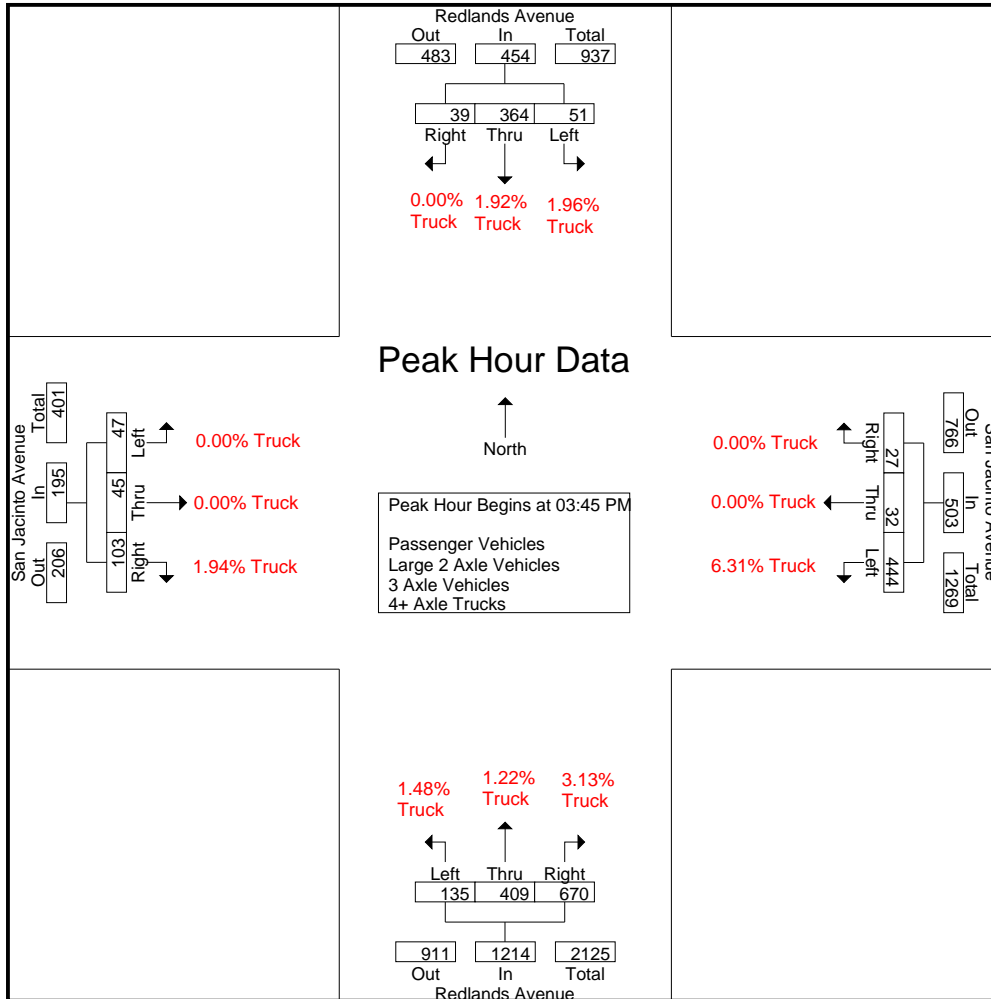 Redlands Avenue
Out In Total
483 454 937
39 364 51
Right Thru Left
0.00% Truck
1.92% Truck
1.96% Truck
Peak Hour Data
North
Peak Hour Begins at 03:45 PM
Passenger Vehicles
Large 2 Axle Vehicles
3 Axle Vehicles
4+ Axle Trucks
San Jacinto Avenue
Out In Total
206 195 401
103 45 47
Right Thru Left
0.00% Truck
0.00% Truck
1.94% Truck
San Jacinto Avenue
Out In Total
766 503 1269
27 32 444
Right Thru Left
0.00% Truck
0.00% Truck
6.31% Truck
1.48% Truck
1.22% Truck
3.13% Truck
Left Thru Right
135 409 670
911 1214 2125
Out In Total
Redlands Avenue